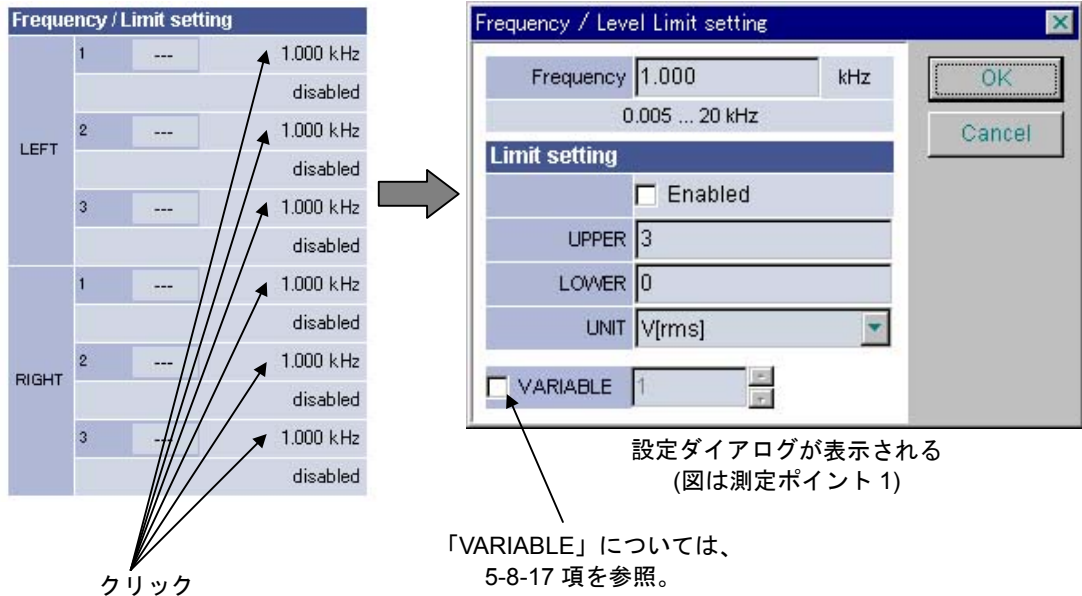 Frequency / Limit setting
LEFT
1 --- 1.000 kHz
disabled
2 --- 1.000 kHz
disabled
3 --- 1.000 kHz
disabled
RIGHT
1 --- 1.000 kHz
disabled
2 --- 1.000 kHz
disabled
3 --- 1.000 kHz
disabled
クリック
Frequency / Level Limit setting
Frequency 1.000 kHz
0.005 ... 20 kHz
OK
Cancel
Limit setting
Enabled
UPPER 3
LOWER 0
UNIT V[rms]
VARIABLE 1
設定ダイアログが表示される
(図は測定ポイント 1)
「VARIABLE」については、
5-8-17 項を参照。